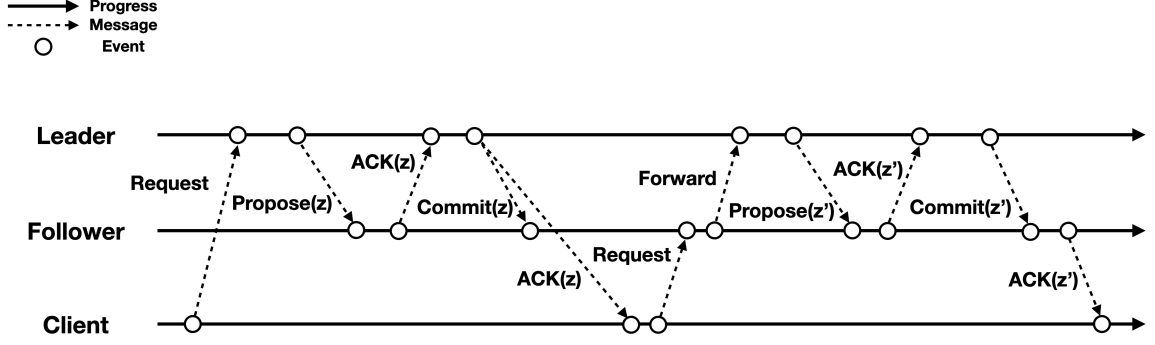 Progress
Message
Event
Leader
Request
Propose(z)
ACK(z)
Commit(z)
ACK(z)
Forward
Propose(z’)
ACK(z’)
Commit(z’)
Follower
Request
ACK(z’)
Client